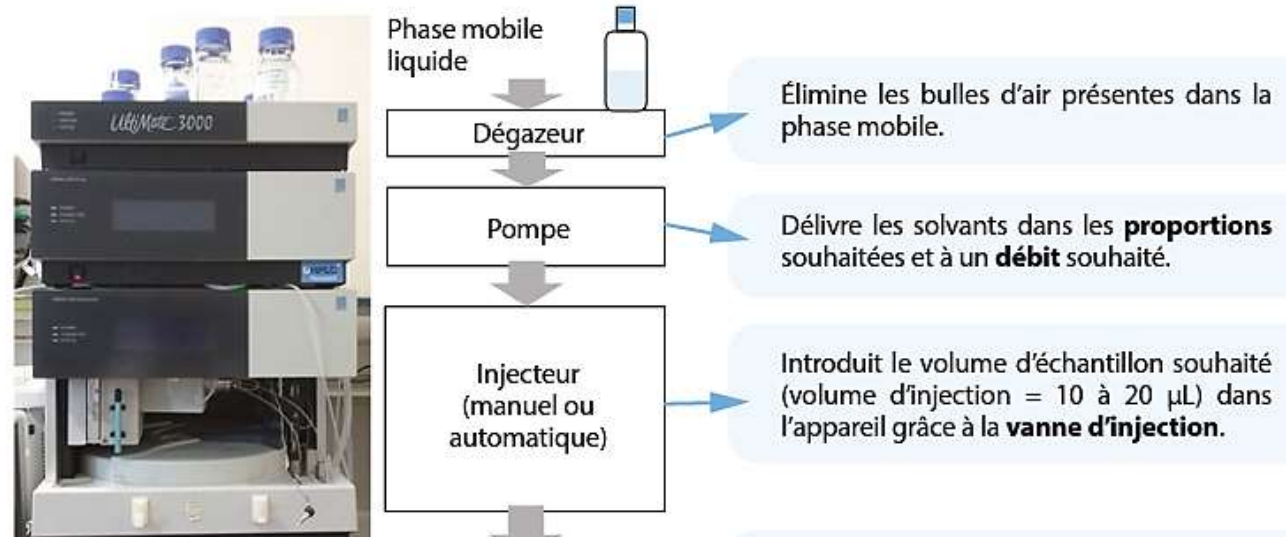 Phase mobile
liquide
UltiMate 3000
Dégazeur
Élimine les bulles d'air présentes dans la
phase mobile.
Pompe
Délivre les solvants dans les proportions
souhaitées et à un débit souhaité.
Injecteur
(manuel ou
automatique)
Introduit le volume d'échantillon souhaité
(volume d'injection = 10 à 20 µL) dans
l'appareil grâce à la vanne d'injection.